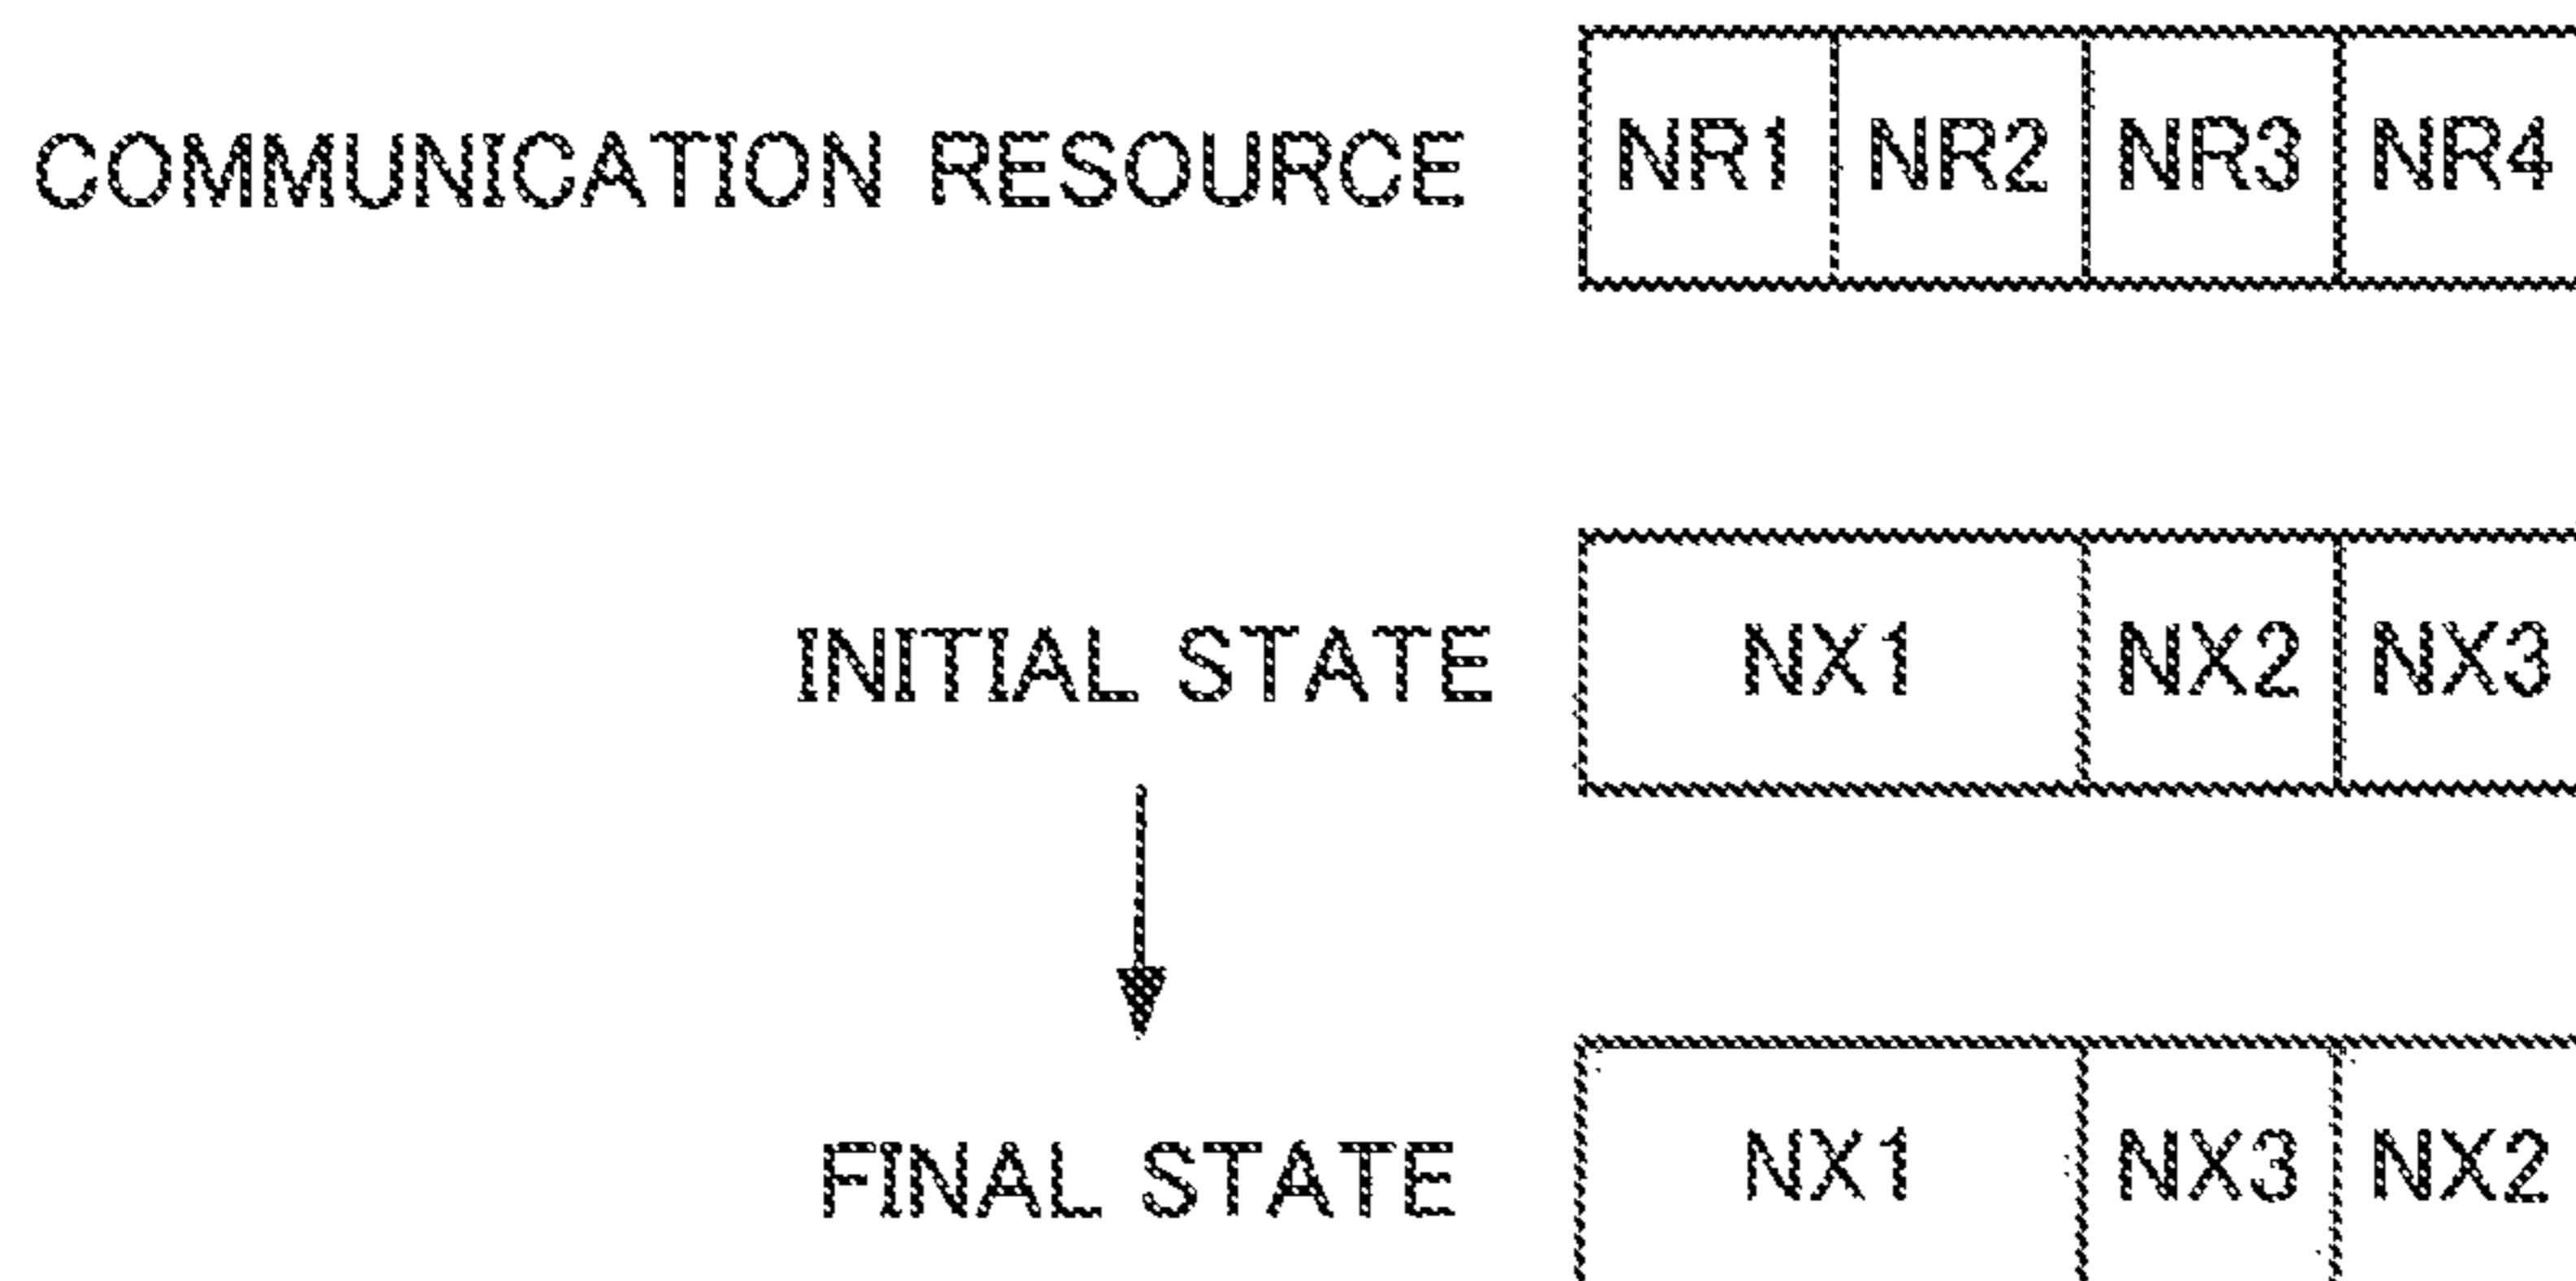 COMMUNICATION RESOURCE NR1 NR2 NR3 NR4
INITIAL STATE NX1 NX2 NX3
FINAL STATE NX1 NX3 NX2